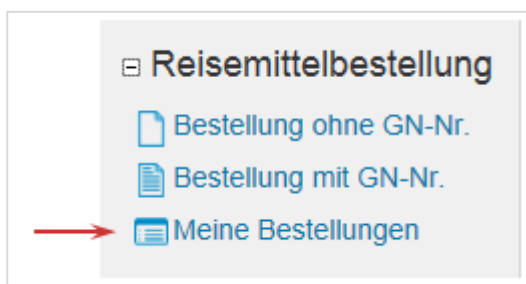 Reisemittelbestellung
Bestellung ohne GN-Nr.
Bestellung mit GN-Nr.
Meine Bestellungen